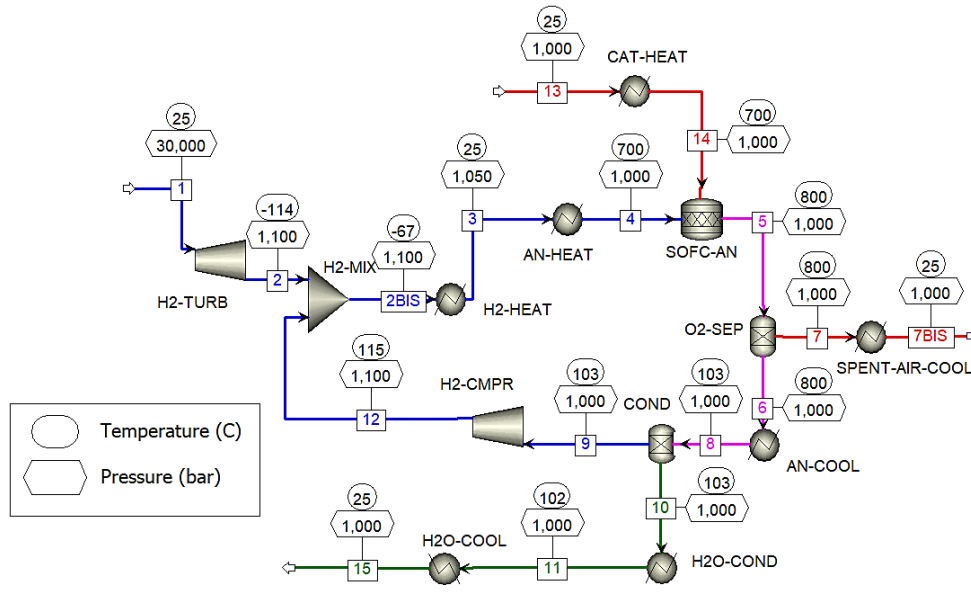 25
1,000
CAT-HEAT
13
25
30,000
1
700
1,000
14
25
1,050
3
700
1,000
4
AN-HEAT
SOFC-AN
800
1,000
5
-114
1,100
2
H2-TURB
H2-MIX
-67
1,100
2BIS
H2-HEAT
800
1,000
7
25
1,000
7BIS
O2-SEP
SPENT-AIR-COOL
115
1,100
12
H2-CMPR
103
1,000
9
COND
103
1,000
8
800
1,000
6
AN-COOL
Temperature (C)
Pressure (bar)
103
1,000
10
25
1,000
15
H2O-COOL
102
1,000
11
H2O-COND